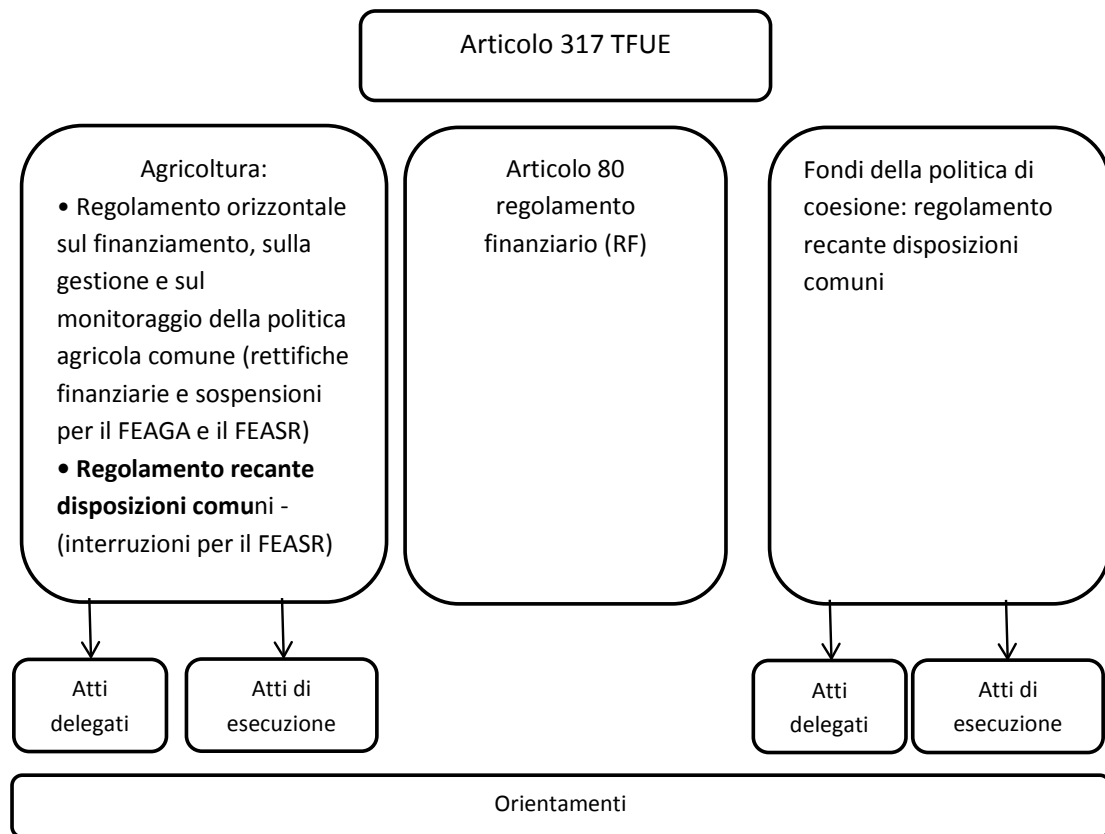 Articolo 317 TFUE
Agricoltura:
• Regolamento orizzontale
sul finanziamento, sulla
gestione e sul
monitoraggio della politica
agricola comune (rettifiche
finanziarie e sospensioni
per il FEAGA e il FEASR)
• Regolamento recante
disposizioni comuni -
(interruzioni per il FEASR)
Articolo 80
regolamento
finanziario (RF)
Fondi della politica di
coesione: regolamento
recante disposizioni
comuni
Atti
delegati
Atti di
esecuzione
Atti
delegati
Atti di
esecuzione
Orientamenti